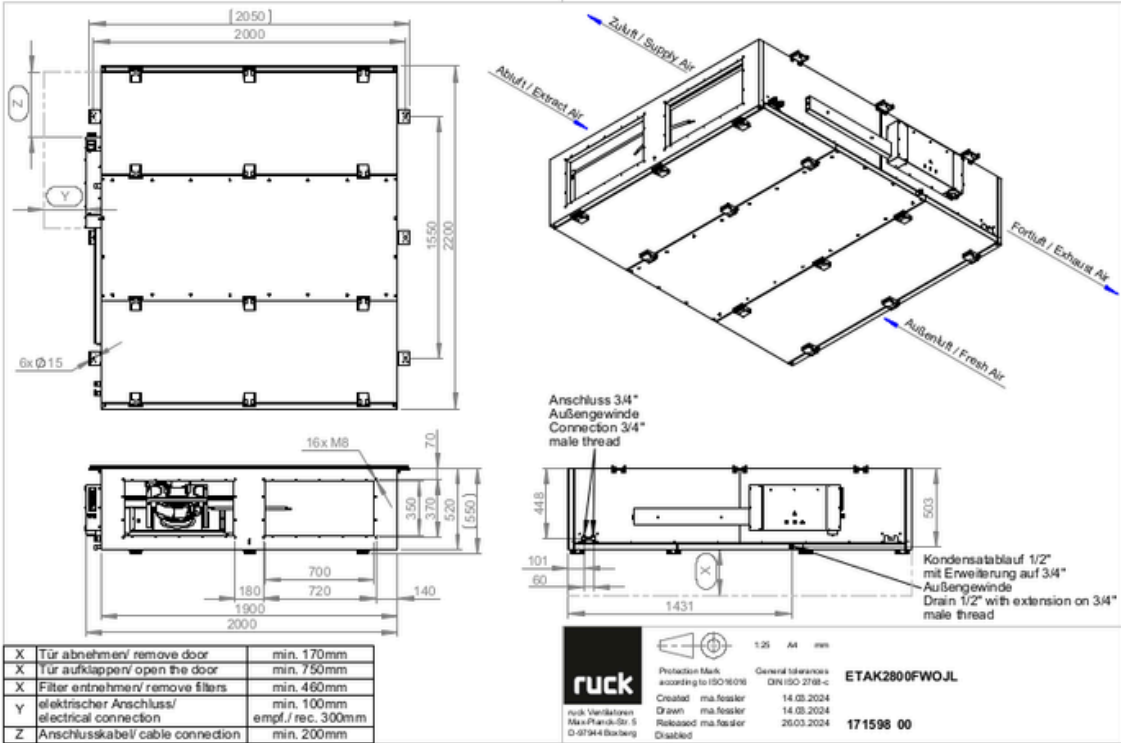 [2050]
2000
Z
Y
1550
2200
6x Ø15
Zuluft / Supply Air
Abluft / Extract Air
Fortluft / Exhaust Air
Außenluft / Fresh Air
16x M8
70
350
370
520
[550]
700
180
720
140
1900
2000
Anschluss 3/4"
Außengewinde
Connection 3/4"
male thread
448
503
101
60
X
1431
Kondensatablauf 1/2"
mit Erweiterung auf 3/4"
Außengewinde
Drain 1/2" with extension on 3/4"
male thread
X Tür abnehmen/ remove door min. 170mm
X Tür aufklappen/ open the door min. 750mm
X Filter entnehmen/ remove filters min. 460mm
Y elektrischer Anschluss/ electrical connection min. 100mm
empf./ rec. 300mm
Z Anschlusskabel/ cable connection min. 200mm
ruck
ruck Ventilatoren
Max-Planck-Str. 5
D-97944 Boxberg
1:25 A4 mm
Protection Mark
according to ISO16016
General tolerances
DIN ISO 2768-c
ETAK2800FWOJL
Created ma.fessler 14.03.2024
Drawn ma.fessler 14.03.2024
Released ma.fessler 26.03.2024
Disabled
171598 00